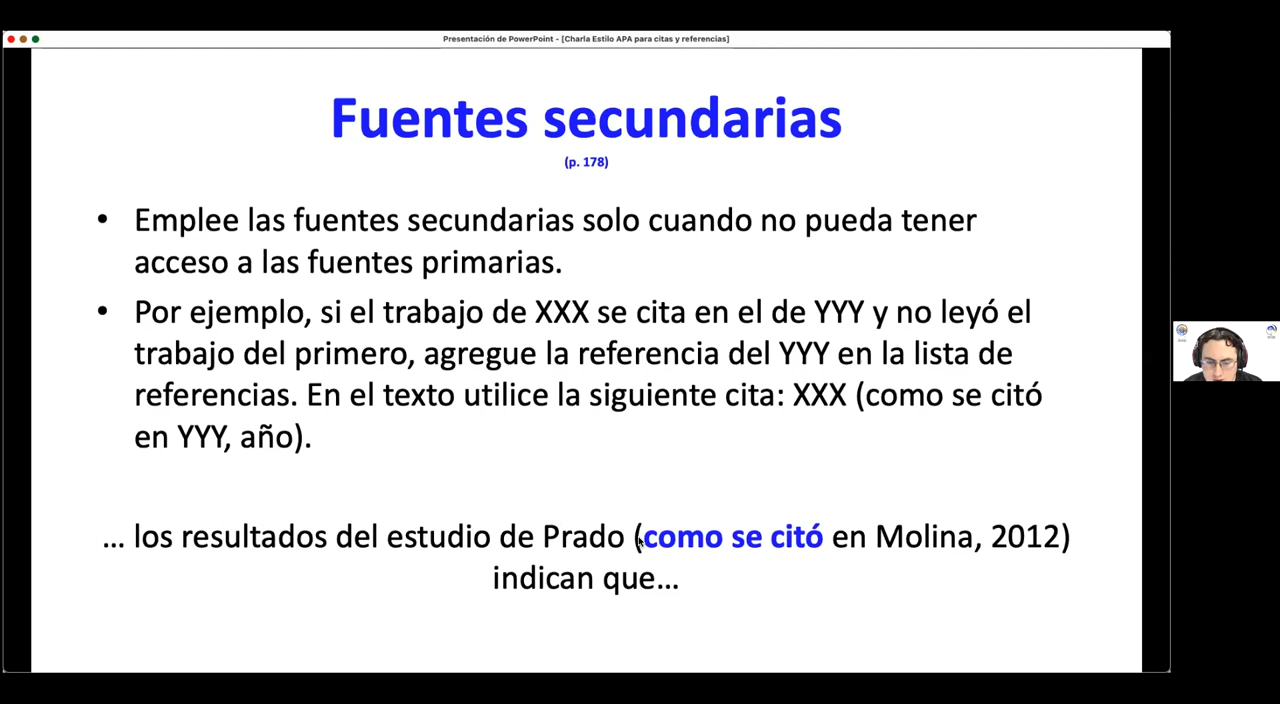 Presentación de PowerPoint - [Charla Estilo APA para citas y referencias]
Fuentes secundarias
(p. 178)
• Emplee las fuentes secundarias solo cuando no pueda tener
acceso a las fuentes primarias.
• Por ejemplo, si el trabajo de XXX se cita en el de YYY y no leyó el
trabajo del primero, agregue la referencia del YYY en la lista de
referencias. En el texto utilice la siguiente cita: XXX (como se citó
en YYY, año).
... los resultados del estudio de Prado (como se citó en Molina, 2012)
indican que...